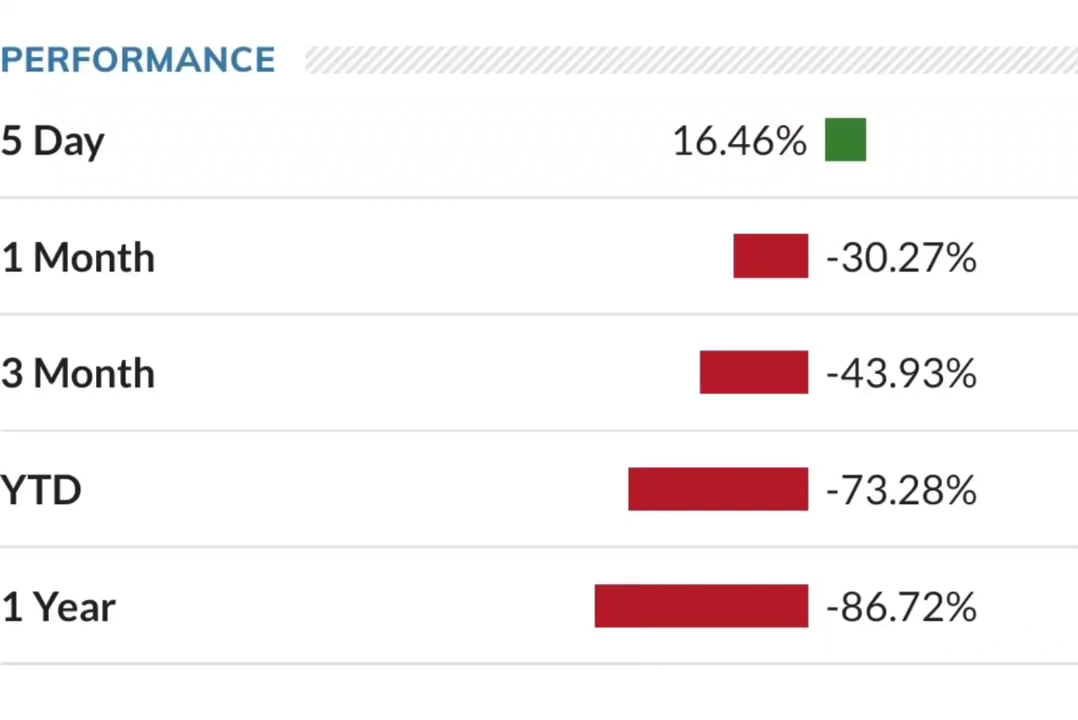 PERFORMANCE
5 Day 16.46%
1 Month -30.27%
3 Month -43.93%
YTD -73.28%
1 Year -86.72%